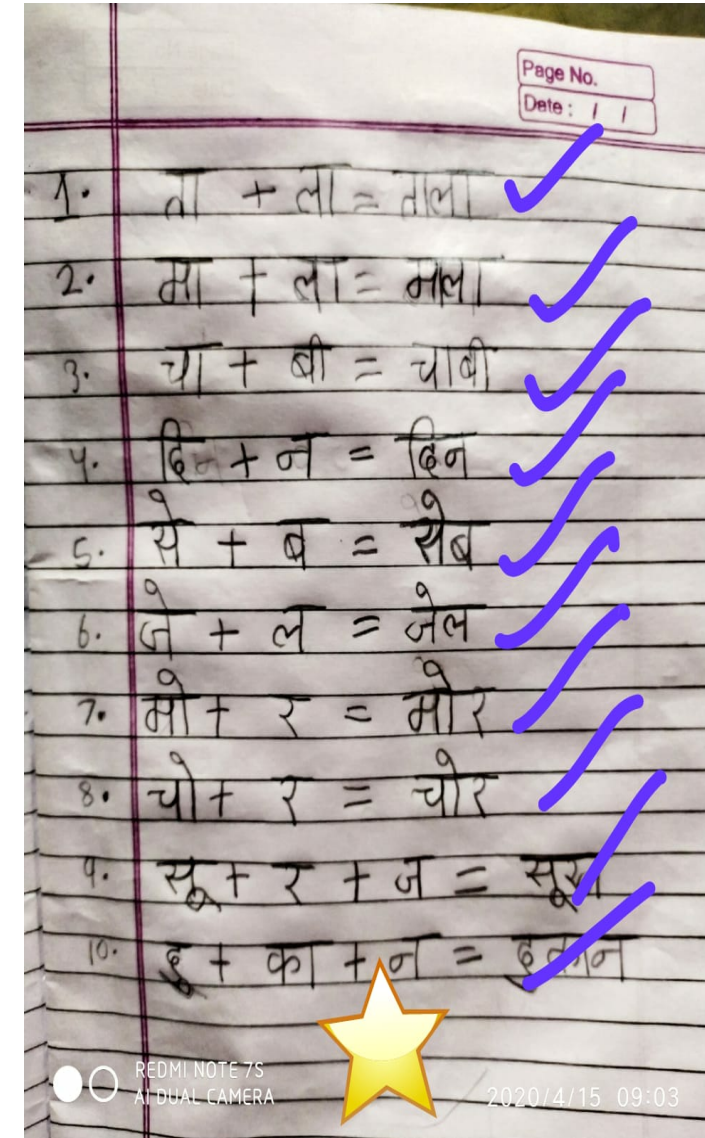 Page No.
Date : / /
1. ता + ला = ताला
2. मा + ला = माला
3. चा + बी = चाबी
4. दि + न = दिन
5. से + ब = सेब
6. जे + ल = जेल
7. मो + र = मोर
8. चो + र = चोर
9. सू + र + ज = सूरज
10. दु + का + न = दुकान
REDMI NOTE 7S
AI DUAL CAMERA
2020/4/15 09:03